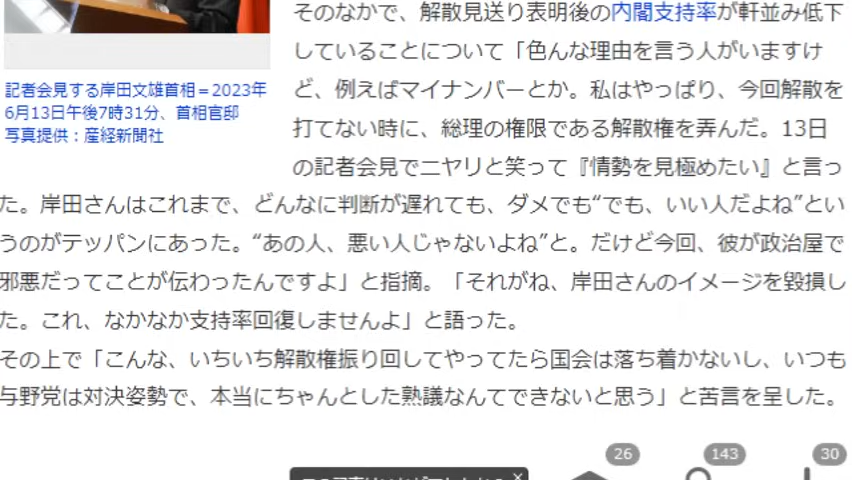 そのなかで、解散見送り表明後の内閣支持率が軒並み低下
していることについて「色んな理由を言う人がいますけ
ど、例えばマイナンバーとか。私はやっぱり、今回解散を
打てない時に、総理の権限である解散権を弄んだ。13日
の記者会見でニヤリと笑って『情勢を見極めたい』と言っ
た。岸田さんはこれまで、どんなに判断が遅れても、ダメでも“でも、いい人だよね”とい
うのがテッパンにあった。“あの人、悪い人じゃないよね”と。だけど今回、彼が政治屋で
邪悪だってことが伝わったんですよ」と指摘。「それがね、岸田さんのイメージを毀損し
た。これ、なかなか支持率回復しませんよ」と語った。
その上で「こんな、いちいち解散権振り回してやってたら国会は落ち着かないし、いつも
与野党は対決姿勢で、本当にちゃんとした熟議なんてできないと思う」と苦言を呈した。
記者会見する岸田文雄首相＝2023年
6月13日午後7時31分、首相官邸
写真提供：産経新聞社
26
143
30